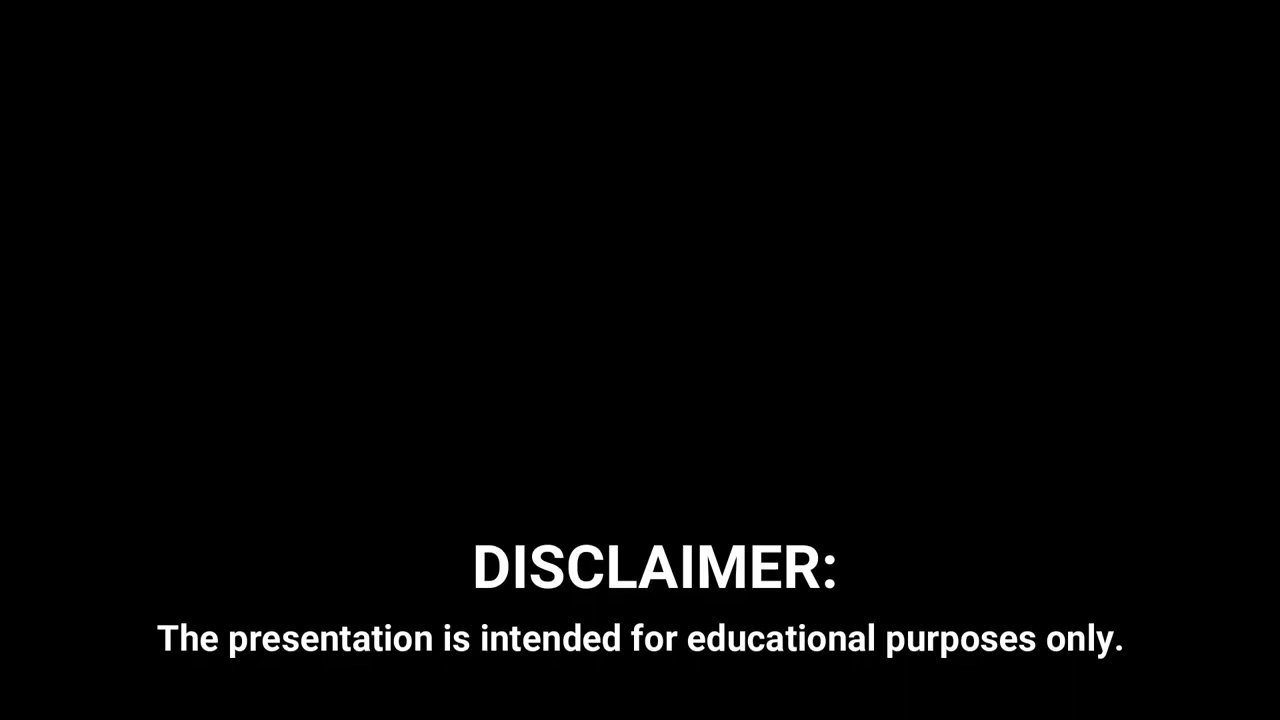 DISCLAIMER:
The presentation is intended for educational purposes only.